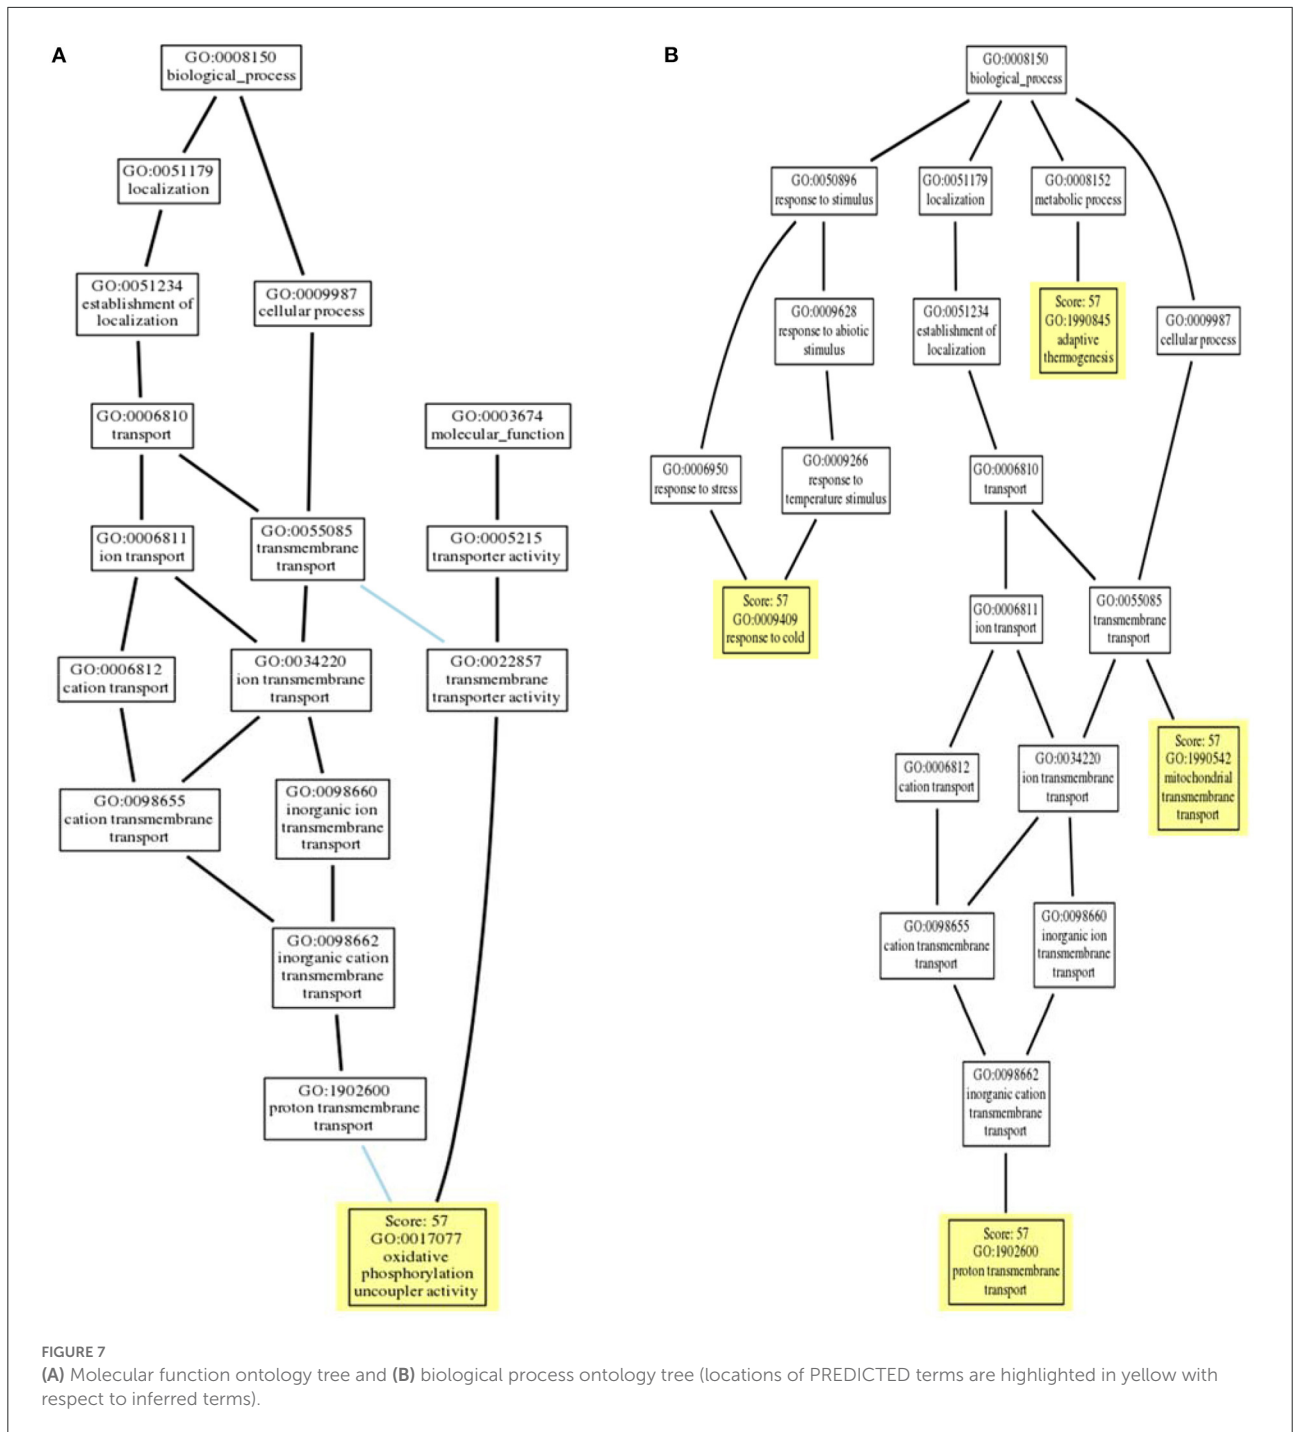 A
GO:0008150
biological_process
GO:0051179
localization
GO:0051234
establishment of
localization
GO:0009987
cellular process
GO:0006810
transport
GO:0003674
molecular_function
GO:0006811
ion transport
GO:0055085
transmembrane
transport
GO:0005215
transporter activity
GO:0006812
cation transport
GO:0034220
ion transmembrane
transport
GO:0022857
transmembrane
transporter activity
GO:0098655
cation transmembrane
transport
GO:0098660
inorganic ion
transmembrane
transport
GO:0098662
inorganic cation
transmembrane
transport
GO:1902600
proton transmembrane
transport
Score: 57
GO:0017077
oxidative
phosphorylation
uncoupler activity
B
GO:0008150
biological_process
GO:0050896
response to stimulus
GO:0051179
localization
GO:0008152
metabolic process
GO:0009628
response to abiotic
stimulus
GO:0051234
establishment of
localization
Score: 57
GO:1990845
adaptive
thermogenesis
GO:0009987
cellular process
GO:0006950
response to stress
GO:0009266
response to
temperature stimulus
GO:0006810
transport
Score: 57
GO:0009409
response to cold
GO:0006811
ion transport
GO:0055085
transmembrane
transport
GO:0006812
cation transport
GO:0034220
ion transmembrane
transport
Score: 57
GO:1990542
mitochondrial
transmembrane
transport
GO:0098655
cation transmembrane
transport
GO:0098660
inorganic ion
transmembrane
transport
GO:0098662
inorganic cation
transmembrane
transport
Score: 57
GO:1902600
proton transmembrane
transport
FIGURE 7
(A) Molecular function ontology tree and (B) biological process ontology tree (locations of PREDICTED terms are highlighted in yellow with
respect to inferred terms).